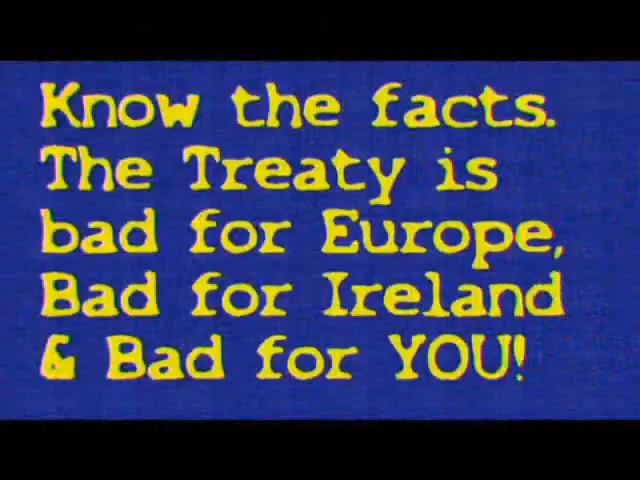 Know the facts.
The Treaty is
bad for Europe,
Bad for Ireland
& Bad for YOU!